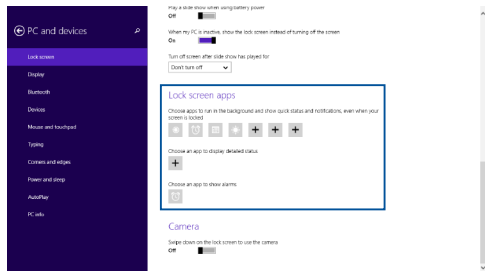 PC and devices
Lock screen
Display
Bluetooth
Devices
Mouse and touchpad
Typing
Corners and edges
Power and sleep
AutoPlay
PC info
Play a slide show when using battery power
Off
When my PC is inactive, show the lock screen instead of turning off the screen
On
Turn off screen after slide show has played for
Don't turn off
Lock screen apps
Choose apps to run in the background and show quick status and notifications, even when your
screen is locked
Choose an app to display detailed status
Choose an app to show alarms
Camera
Swipe down on the lock screen to use the camera
Off